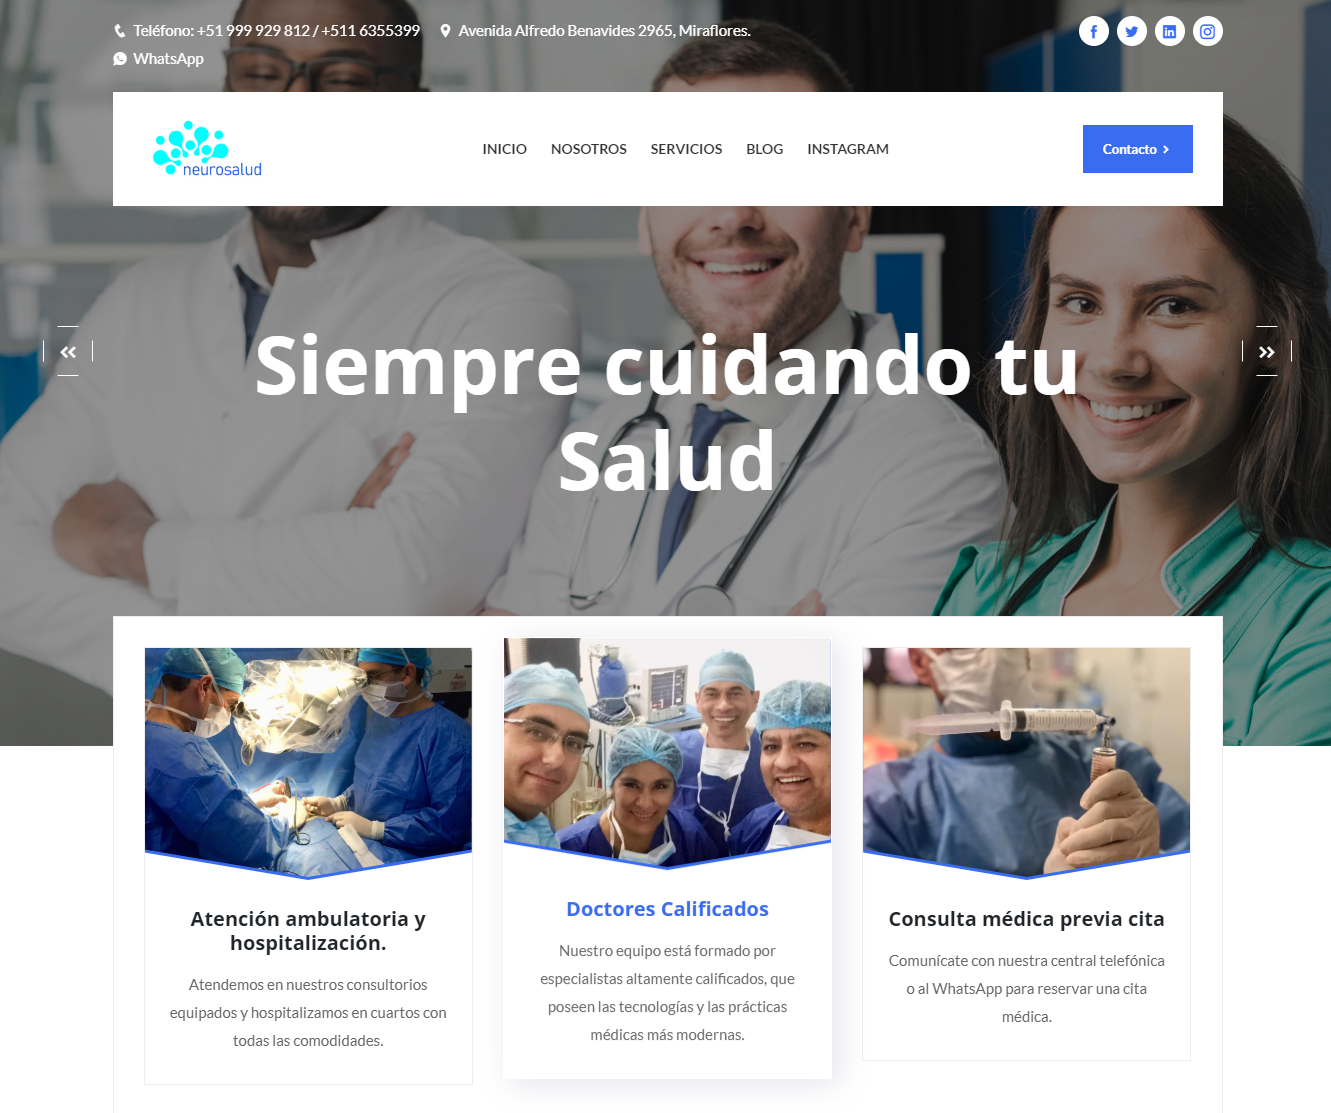 Teléfono: +51 999 929 812 / +511 6355399
Avenida Alfredo Benavides 2965, Miraflores.
WhatsApp
neurosalud
INICIO
NOSOTROS
SERVICIOS
BLOG
INSTAGRAM
Contacto
Siempre cuidando tu
Salud
Atención ambulatoria y
hospitalización.
Atendemos en nuestros consultorios
equipados y hospitalizamos en cuartos con
todas las comodidades.
Doctores Calificados
Nuestro equipo está formado por
especialistas altamente calificados, que
poseen las tecnologías y las prácticas
médicas más modernas.
Consulta médica previa cita
Comunícate con nuestra central telefónica
o al WhatsApp para reservar una cita
médica.